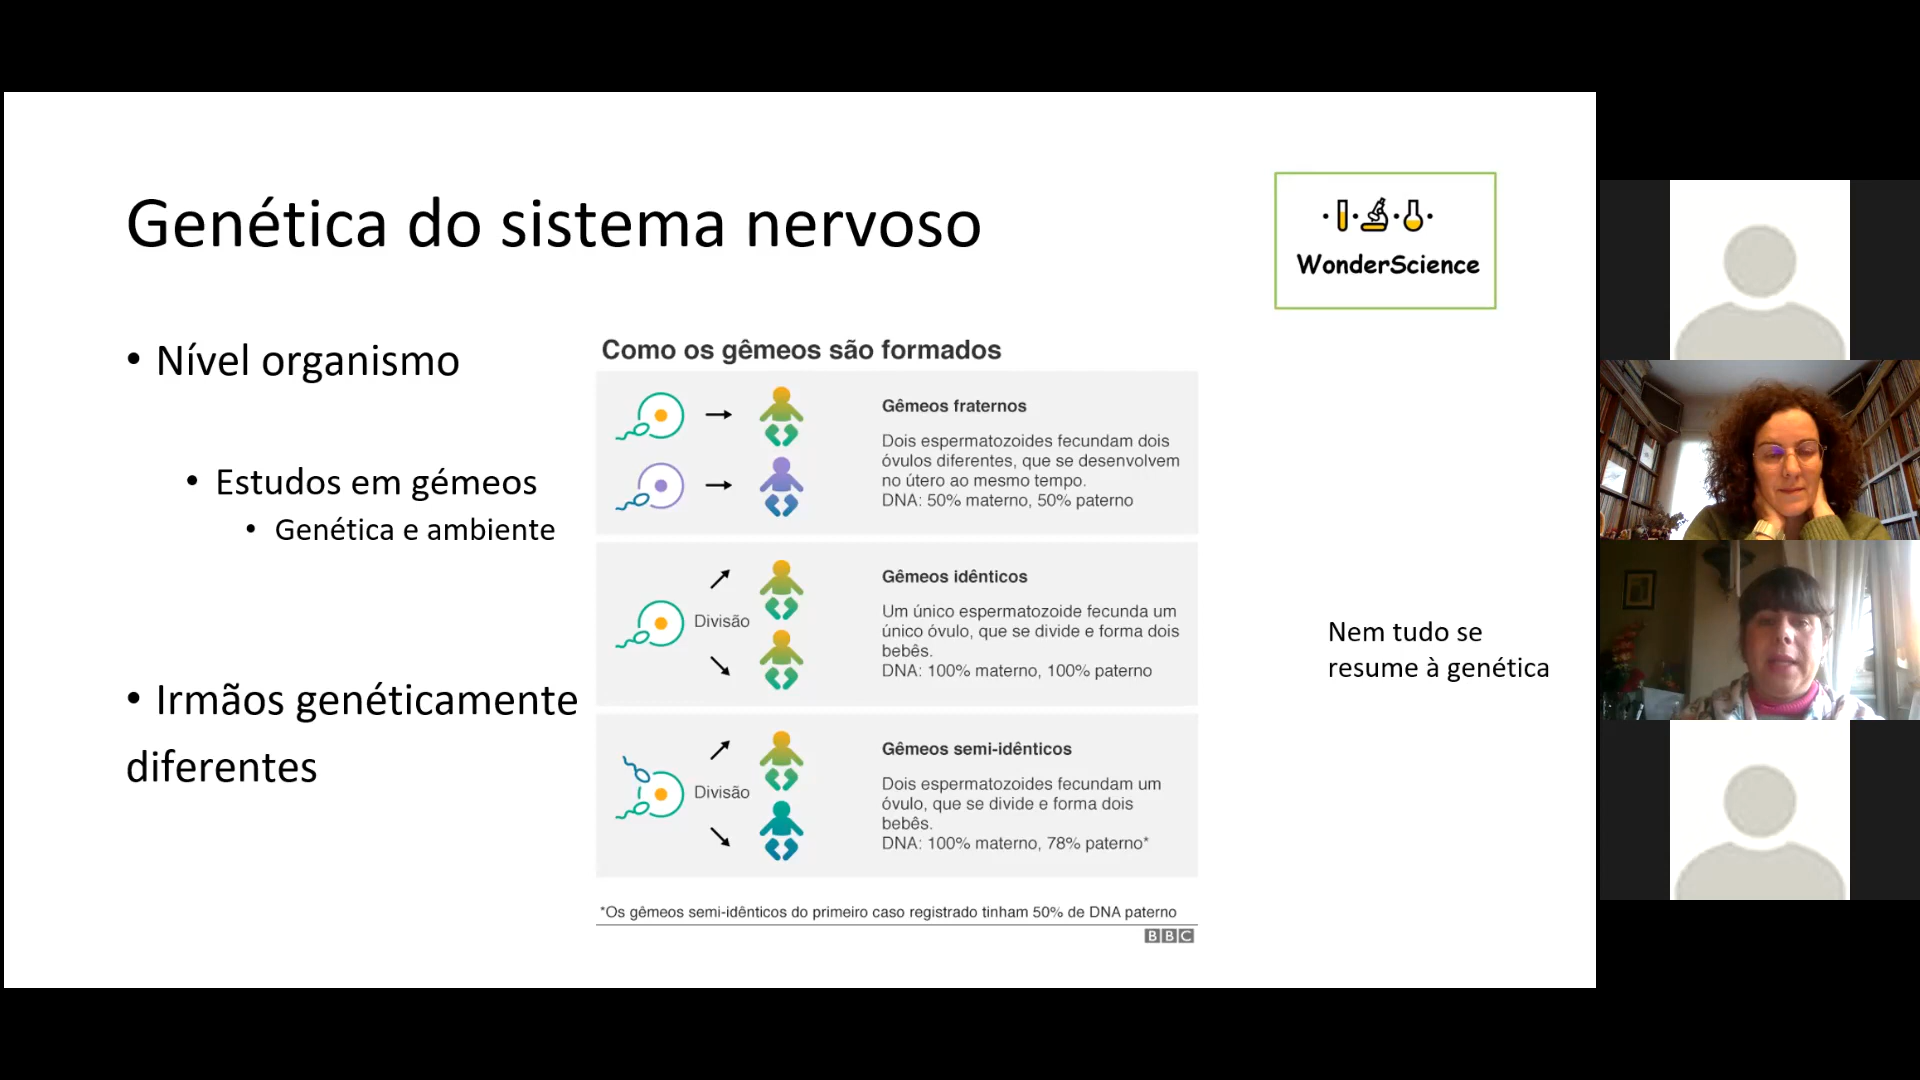 Genética do sistema nervoso
WonderScience
• Nível organismo
• Estudos em gémeos
• Genética e ambiente
• Irmãos genéticamente
diferentes
Como os gêmeos são formados
Gêmeos fraternos
Dois espermatozoides fecundam dois
óvulos diferentes, que se desenvolvem
no útero ao mesmo tempo.
DNA: 50% materno, 50% paterno
Divisão
Gêmeos idênticos
Um único espermatozoide fecunda um
único óvulo, que se divide e forma dois
bebês.
DNA: 100% materno, 100% paterno
Divisão
Gêmeos semi-idênticos
Dois espermatozoides fecundam um
óvulo, que se divide e forma dois
bebês.
DNA: 100% materno, 78% paterno*
*Os gêmeos semi-idênticos do primeiro caso registrado tinham 50% de DNA paterno
BBC
Nem tudo se
resume à genética